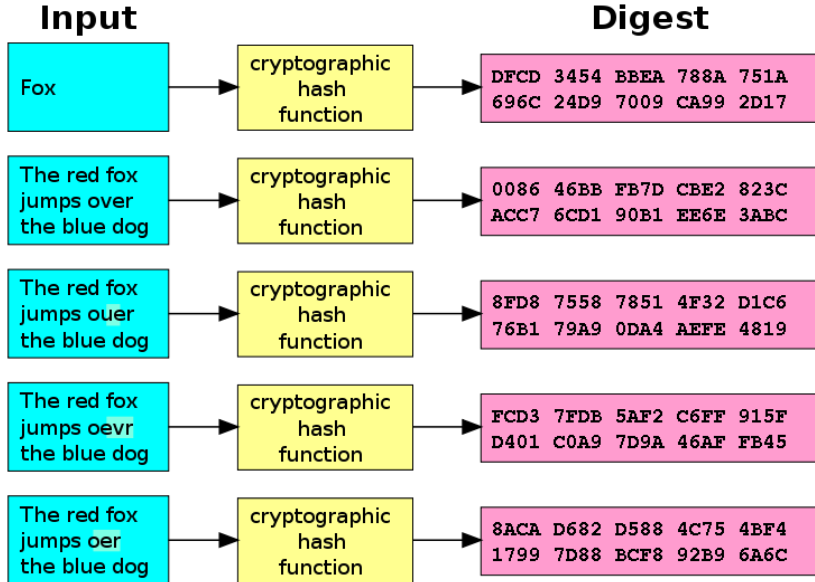 Input
Digest
Fox
cryptographic
hash
function
DFCD 3454 BBEA 788A 751A
696C 24D9 7009 CA99 2D17
The red fox
jumps over
the blue dog
cryptographic
hash
function
0086 46BB FB7D CBE2 823C
ACC7 6CD1 90B1 EE6E 3ABC
The red fox
jumps ouer
the blue dog
cryptographic
hash
function
8FD8 7558 7851 4F32 D1C6
76B1 79A9 0DA4 AEFE 4819
The red fox
jumps oevr
the blue dog
cryptographic
hash
function
FCD3 7FDB 5AF2 C6FF 915F
D401 C0A9 7D9A 46AF FB45
The red fox
jumps oer
the blue dog
cryptographic
hash
function
8ACA D682 D588 4C75 4BF4
1799 7D88 BCF8 92B9 6A6C